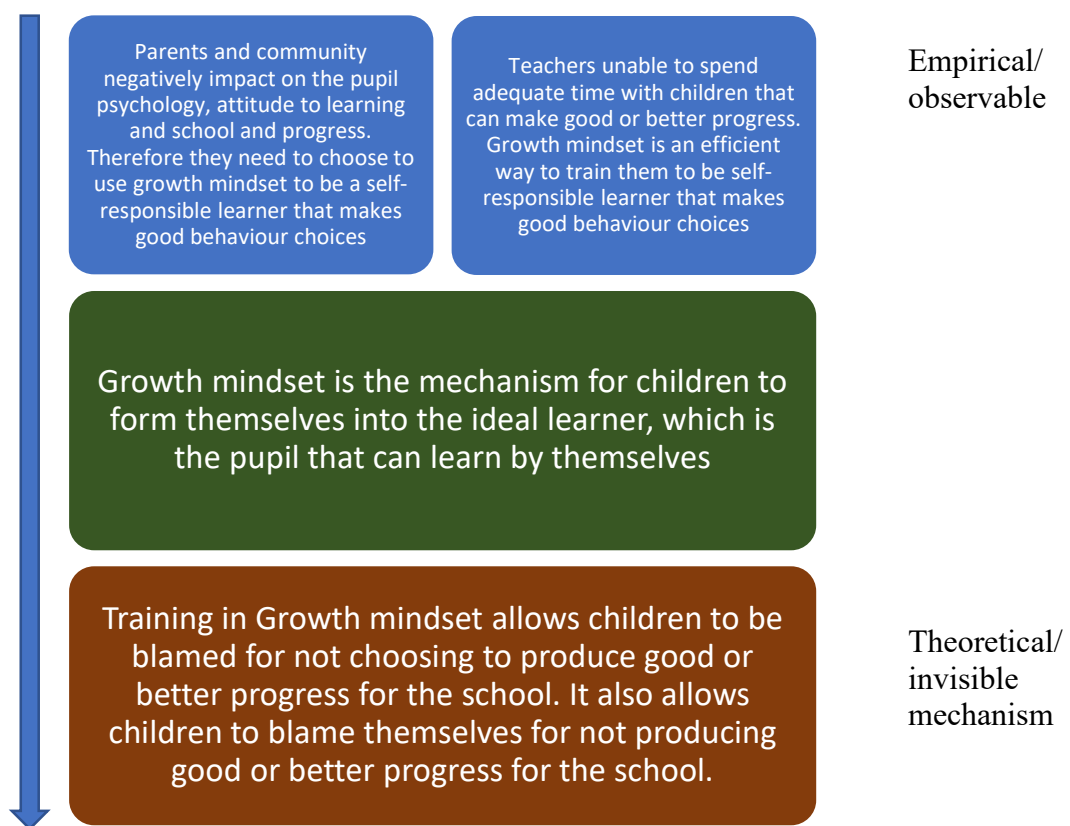 Parents and community
negatively impact on the pupil
psychology, attitude to learning
and school and progress.
Therefore they need to choose to
use growth mindset to be a self-
responsible learner that makes
good behaviour choices
Teachers unable to spend
adequate time with children that
can make good or better progress.
Growth mindset is an efficient
way to train them to be self-
responsible learner that makes
good behaviour choices
Empirical/
observable
Growth mindset is the mechanism for children to
form themselves into the ideal learner, which is
the pupil that can learn by themselves
Training in Growth mindset allows children to be
blamed for not choosing to produce good or
better progress for the school. It also allows
children to blame themselves for not producing
good or better progress for the school.
Theoretical/
invisible
mechanism